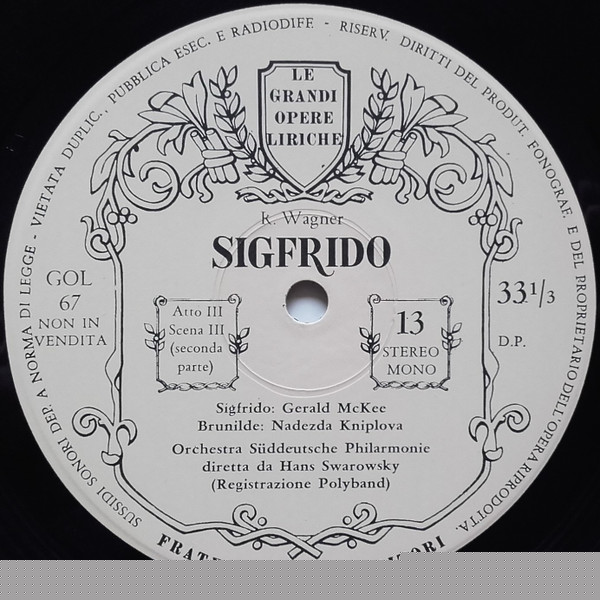 SUSSIDI SONORI DER. A NORMA DI LEGGE - VIETATA DUPLIC., PUBBLICA ESEC. E RADIODIFF. - RISERV. DIRITTI DEL PRODUT. FONOGRAF. E DEL PROPRIETARIO DELL'OPERA RIPRODOTTA.
LE
GRANDI
OPERE
LIRICHE
R. Wagner
SIGFRIDO
GOL
67
NON IN
VENDITA
33 1/3
D.P.
Atto III
Scena III
(seconda
parte)
13
STEREO
MONO
Sigfrido: Gerald McKee
Brunilde: Nadezda Kniplova
Orchestra Süddeutsche Philarmonie
diretta da Hans Swarowsky
(Registrazione Polyband)